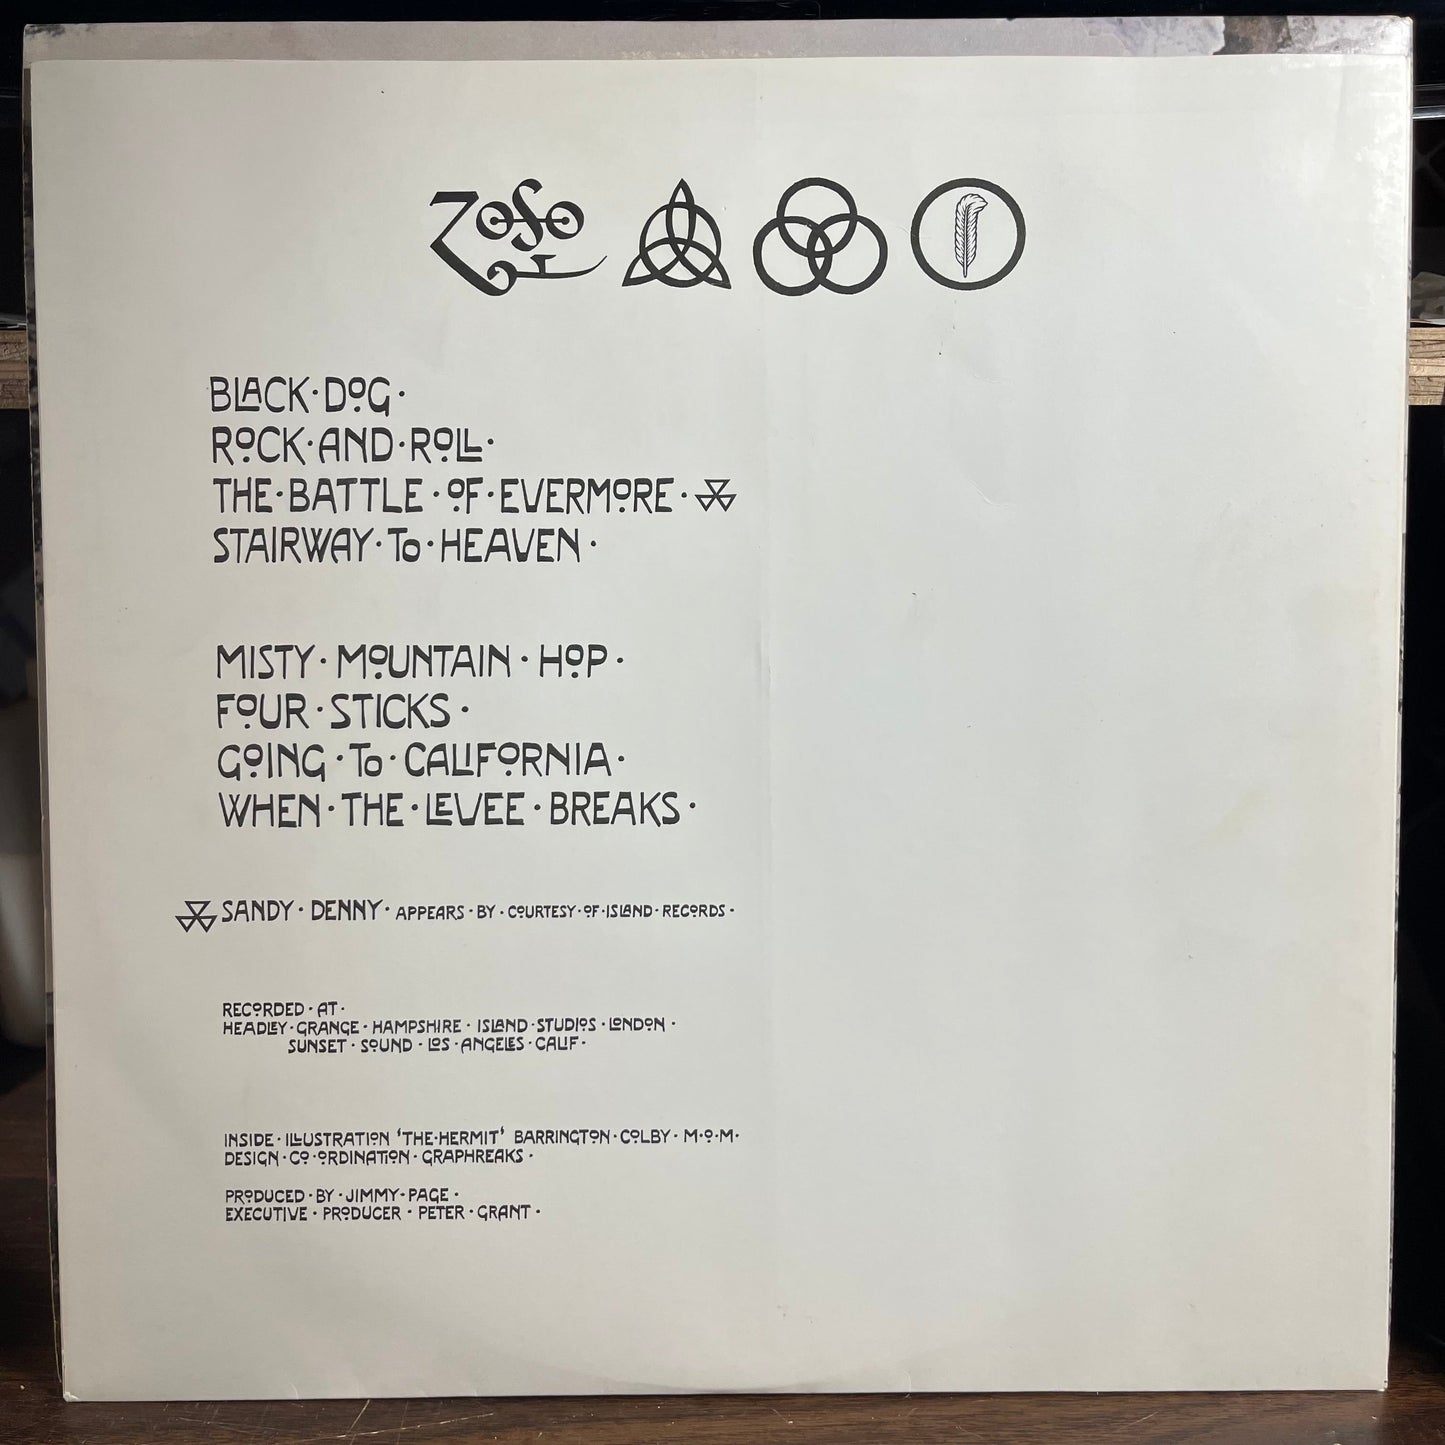 ZOSO
BLACK·DOG·
ROCK·AND·ROLL·
THE·BATTLE·OF·EVERMORE·
STAIRWAY·TO·HEAVEN·
MISTY·MOUNTAIN·HOP·
FOUR·STICKS·
GOING·TO·CALIFORNIA·
WHEN·THE·LEVEE·BREAKS·
SANDY·DENNY·APPEARS·BY·COURTESY·OF·ISLAND·RECORDS·
RECORDED·AT·
HEADLEY·GRANGE·HAMPSHIRE·ISLAND·STUDIOS·LONDON·
SUNSET·SOUND·LOS·ANGELES·CALIF·
INSIDE·ILLUSTRATION 'THE·HERMIT' BARRINGTON·COLBY·M·O·M·
DESIGN·CO·ORDINATION·GRAPHREAKS·
PRODUCED·BY·JIMMY·PAGE·
EXECUTIVE·PRODUCER·PETER·GRANT·